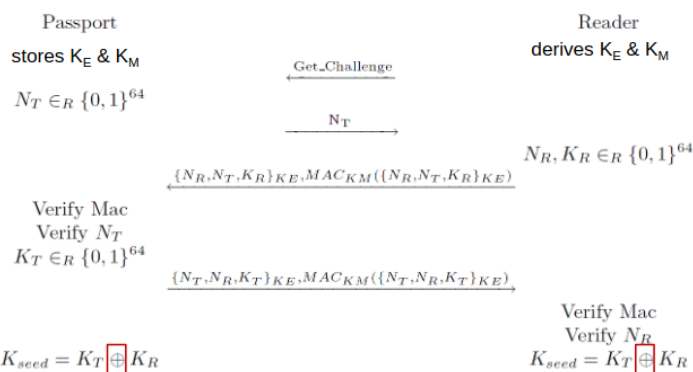 Passport
Reader
stores K_E & K_M
derives K_E & K_M
Get_Challenge
N_T ∈_R {0,1}^64
N_T
N_R, K_R ∈_R {0,1}^64
{N_R,N_T,K_R}_KE,MAC_KM({N_R,N_T,K_R}_KE)
Verify Mac
Verify N_T
K_T ∈_R {0,1}^64
{N_T,N_R,K_T}_KE,MAC_KM({N_T,N_R,K_T}_KE)
Verify Mac
Verify N_R
K_seed = K_T ⊕ K_R
K_seed = K_T ⊕ K_R